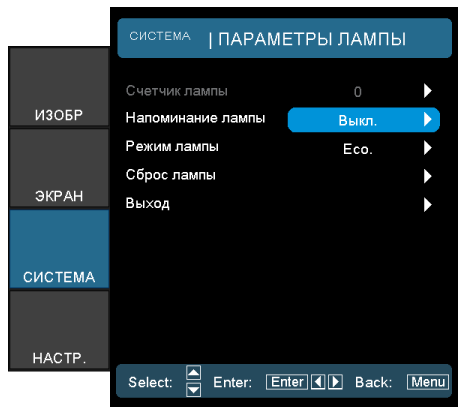 СИСТЕМА | ПАРАМЕТРЫ ЛАМПЫ
ИЗОБР
ЭКРАН
СИСТЕМА
НАСТР.
Счетчик лампы 0
Напоминание лампы Выкл.
Режим лампы Eco.
Сброс лампы
Выход
Select: Enter: Enter Back: Menu